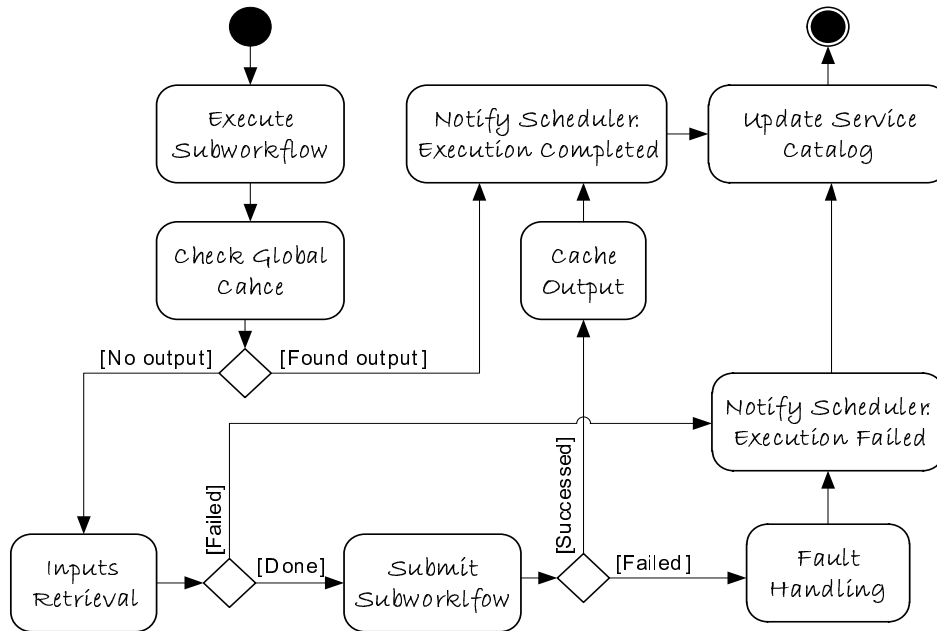 Execute
Subworkflow
Notify Scheduler:
Execution Completed
Update Service
Catalog
Check Global
Cahce
Cache
Output
[No output]
[Found output]
Notify Scheduler:
Execution Failed
[Failed]
[Successed]
Inputs
Retrieval
[Done]
Submit
Subworklfow
[Failed]
Fault
Handling